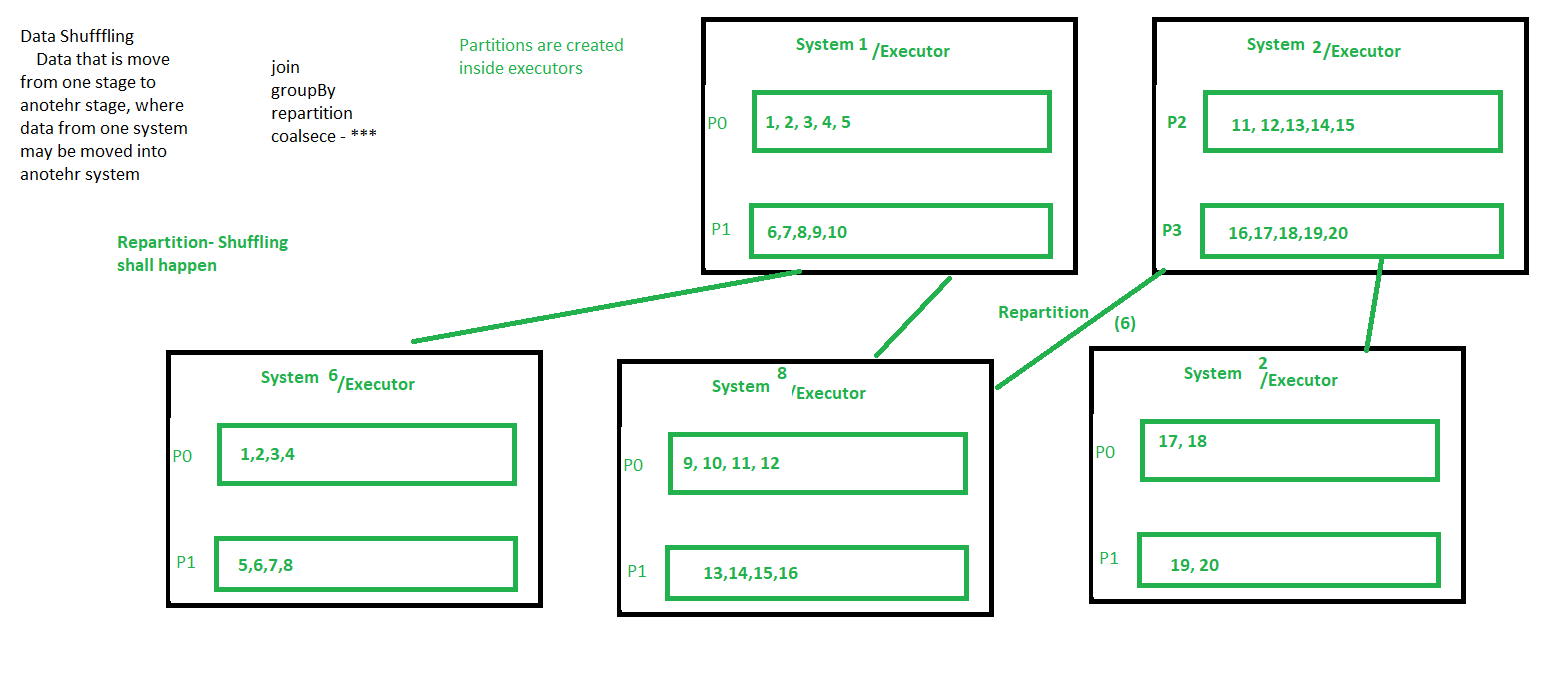 Data Shufffling
Data that is move
from one stage to
anotehr stage, where
data from one system
may be moved into
anotehr system
join
groupBy
repartition
coalsece - ***
Partitions are created
inside executors
System 1 /Executor
P0
1, 2, 3, 4, 5
P1
6,7,8,9,10
System 2 /Executor
P2
11, 12,13,14,15
P3
16,17,18,19,20
Repartition- Shuffling
shall happen
Repartition (6)
System 6 /Executor
P0
1,2,3,4
P1
5,6,7,8
System 8 /Executor
P0
9, 10, 11, 12
P1
13,14,15,16
System 2 /Executor
P0
17, 18
P1
19, 20